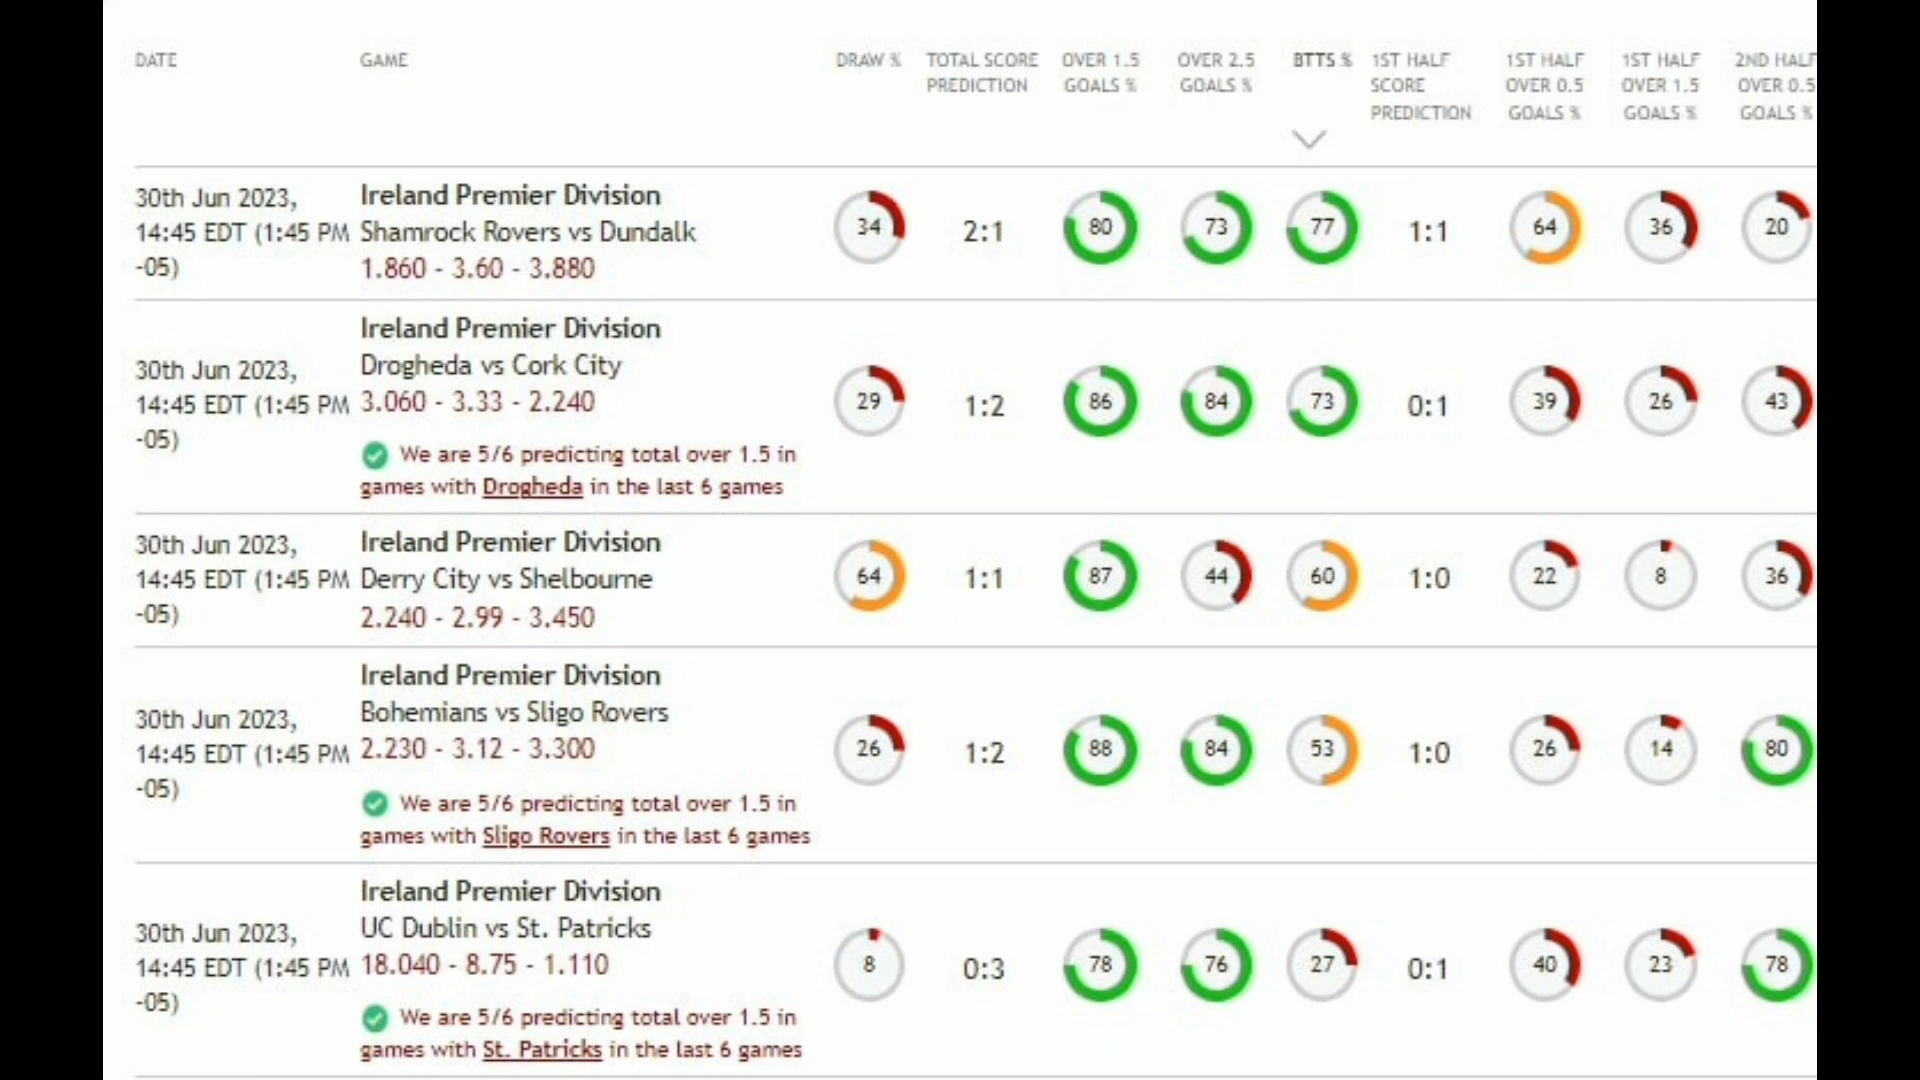 DATE GAME DRAW % TOTAL SCORE PREDICTION OVER 1.5 GOALS % OVER 2.5 GOALS % BTTS % 1ST HALF SCORE PREDICTION 1ST HALF OVER 0.5 GOALS % 1ST HALF OVER 1.5 GOALS % 2ND HALF OVER 0.5 GOALS %
30th Jun 2023,
14:45 EDT (1:45 PM
-05)
Ireland Premier Division
Shamrock Rovers vs Dundalk
1.860 - 3.60 - 3.880
34 2:1 80 73 77 1:1 64 36 20
30th Jun 2023,
14:45 EDT (1:45 PM
-05)
Ireland Premier Division
Drogheda vs Cork City
3.060 - 3.33 - 2.240
We are 5/6 predicting total over 1.5 in
games with Drogheda in the last 6 games
29 1:2 86 84 73 0:1 39 26 43
30th Jun 2023,
14:45 EDT (1:45 PM
-05)
Ireland Premier Division
Derry City vs Shelbourne
2.240 - 2.99 - 3.450
64 1:1 87 44 60 1:0 22 8 36
30th Jun 2023,
14:45 EDT (1:45 PM
-05)
Ireland Premier Division
Bohemians vs Sligo Rovers
2.230 - 3.12 - 3.300
We are 5/6 predicting total over 1.5 in
games with Sligo Rovers in the last 6 games
26 1:2 88 84 53 1:0 26 14 80
30th Jun 2023,
14:45 EDT (1:45 PM
-05)
Ireland Premier Division
UC Dublin vs St. Patricks
18.040 - 8.75 - 1.110
We are 5/6 predicting total over 1.5 in
games with St. Patricks in the last 6 games
8 0:3 78 76 27 0:1 40 23 78